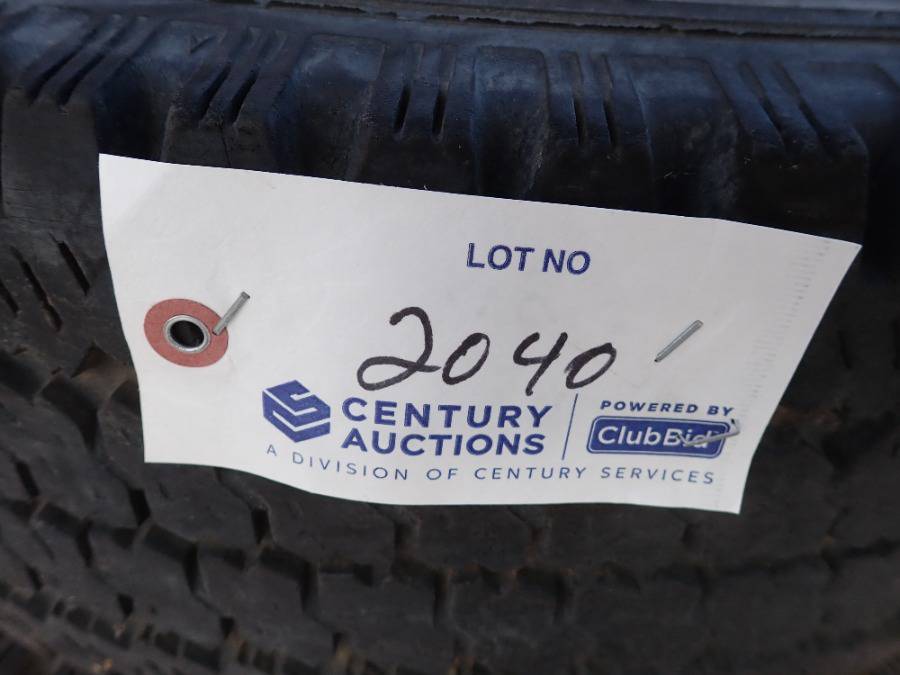 LOT NO
2040
CENTURY AUCTIONS
POWERED BY
ClubBid
A DIVISION OF CENTURY SERVICES